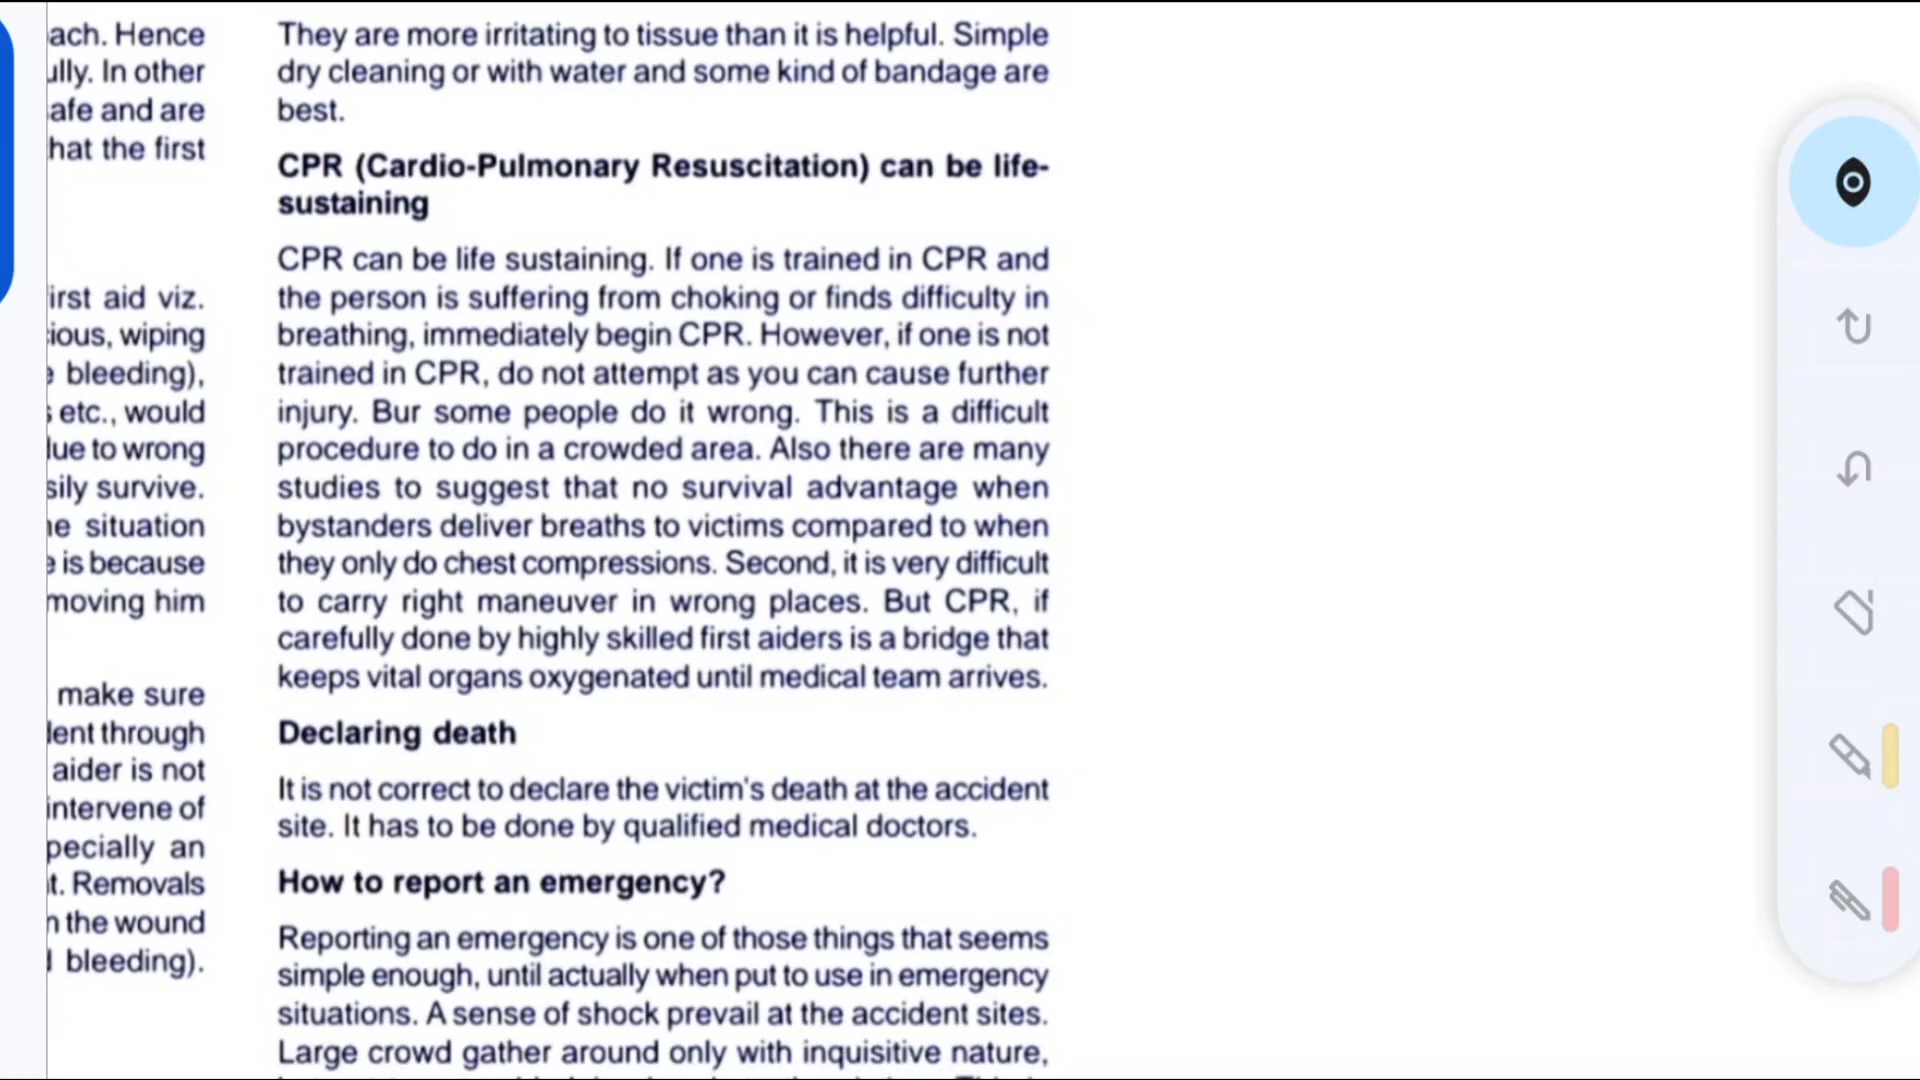 ach. Hence
ully. In other
afe and are
hat the first
irst aid viz.
ious, wiping
e bleeding),
s etc., would
lue to wrong
sily survive.
ne situation
e is because
moving him
make sure
lent through
aider is not
intervene of
pecially an
t. Removals
n the wound
l bleeding).
They are more irritating to tissue than it is helpful. Simple
dry cleaning or with water and some kind of bandage are
best.
CPR (Cardio-Pulmonary Resuscitation) can be life-
sustaining
CPR can be life sustaining. If one is trained in CPR and
the person is suffering from choking or finds difficulty in
breathing, immediately begin CPR. However, if one is not
trained in CPR, do not attempt as you can cause further
injury. Bur some people do it wrong. This is a difficult
procedure to do in a crowded area. Also there are many
studies to suggest that no survival advantage when
bystanders deliver breaths to victims compared to when
they only do chest compressions. Second, it is very difficult
to carry right maneuver in wrong places. But CPR, if
carefully done by highly skilled first aiders is a bridge that
keeps vital organs oxygenated until medical team arrives.
Declaring death
It is not correct to declare the victim's death at the accident
site. It has to be done by qualified medical doctors.
How to report an emergency?
Reporting an emergency is one of those things that seems
simple enough, until actually when put to use in emergency
situations. A sense of shock prevail at the accident sites.
Large crowd gather around only with inquisitive nature,